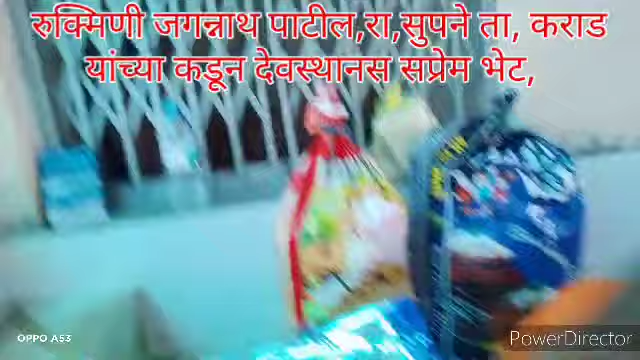 रुक्मिणी जगन्नाथ पाटील,रा,सुपने ता, कराड
यांच्या कडून देवस्थानस सप्रेम भेट,
OPPO A53
PowerDirector